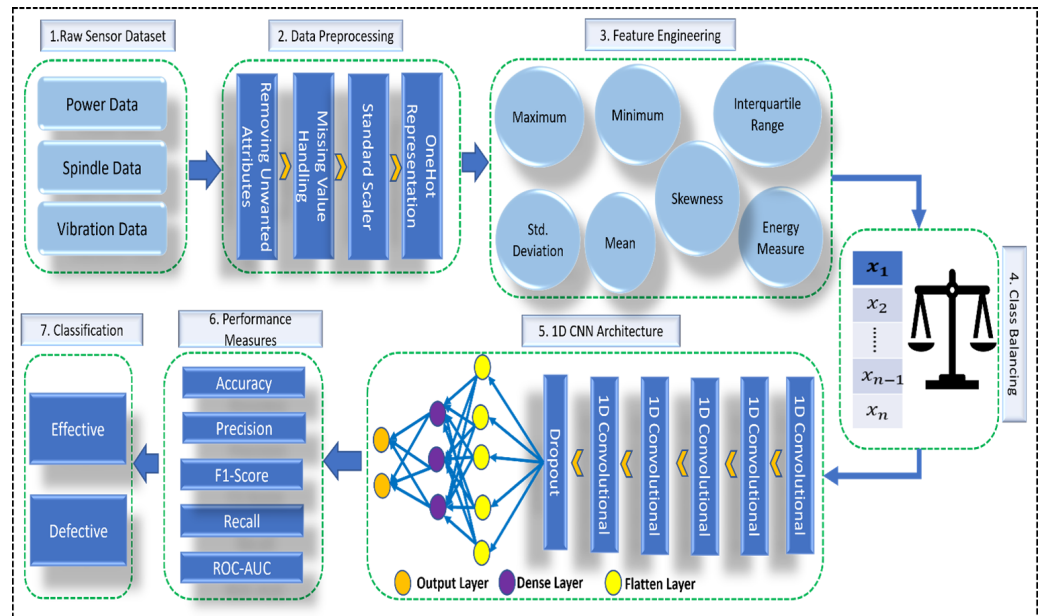 1.Raw Sensor Dataset
Power Data
Spindle Data
Vibration Data
2. Data Preprocessing
Removing Unwanted
Attributes
Missing Value
Handling
Standard Scaler
OneHot
Representation
3. Feature Engineering
Maximum
Minimum
Interquartile
Range
Std.
Deviation
Mean
Skewness
Energy
Measure
4. Class Balancing
x₁
x₂
......
xₙ₋₁
xₙ
5. 1D CNN Architecture
1D Convolutional
1D Convolutional
1D Convolutional
1D Convolutional
1D Convolutional
Dropout
Output Layer
Dense Layer
Flatten Layer
6. Performance
Measures
Accuracy
Precision
F1-Score
Recall
ROC-AUC
7. Classification
Effective
Defective